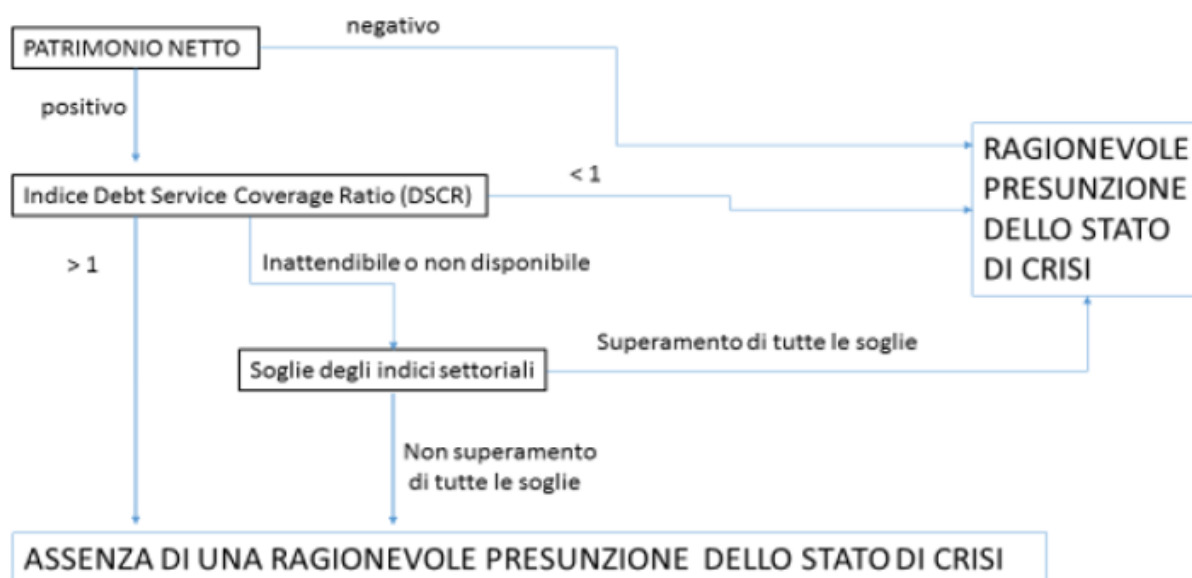 negativo
PATRIMONIO NETTO
positivo
RAGIONEVOLE
PRESUNZIONE
DELLO STATO
DI CRISI
< 1
Indice Debt Service Coverage Ratio (DSCR)
> 1
Inattendibile o non disponibile
Superamento di tutte le soglie
Soglie degli indici settoriali
Non superamento
di tutte le soglie
ASSENZA DI UNA RAGIONEVOLE PRESUNZIONE DELLO STATO DI CRISI